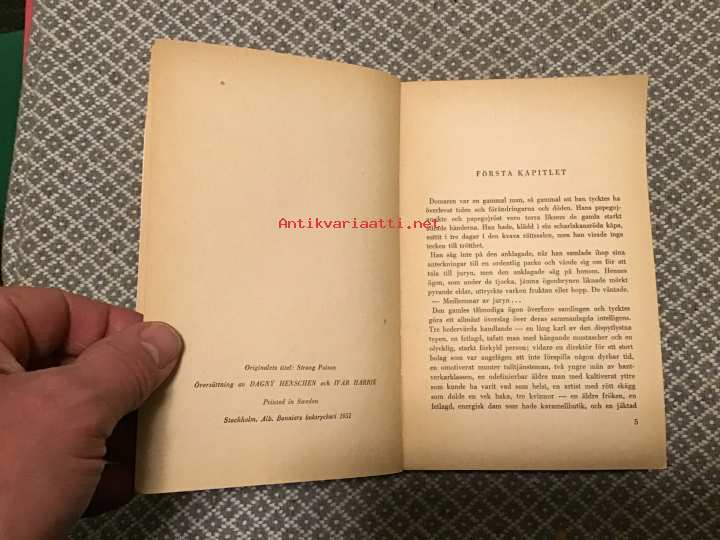 Originalets titel: Strong Poison
Översättning av DAGNY HENSCHEN och IVAR HARRIE
Printed in Sweden
Stockholm, Alb. Bonniers boktryckeri 1951
Antikvariaatti.net
FÖRSTA KAPITLET
Domaren var en gammal man, så gammal att han tycktes ha
överlevat tiden och förändringarna och döden. Hans papegoj-
ansikte och papegojröst voro torra liksom de gamla starkt
händerna. Han hade, klädd i sin scharlakansröda kåpa,
suttit i tre dagar i den kvava rättssalen, men han visade inga
tecken till trötthet.
Han såg inte på den anklagade, när han samlade ihop sina
anteckningar till en ordentlig packe och vände sig om för att
tala till juryn, men den anklagade såg på honom. Hennes
ögon, som under de tjocka, jämna ögonbrynen liknade mörkt
pyrande eldar, uttryckte varken fruktan eller hopp. De väntade.
— Medlemmar av juryn . . .
Den gamles tålmodiga ögon överforo samlingen och tycktes
göra ett allmänt överslag över deras sammanlagda intelligens.
Tre hedervärda handlande — en lång karl av den disputlystna
typen, en fetlagd, tafatt man med hängande mustascher och en
olycklig, starkt förkyld person; vidare en direktör för ett stort
bolag som var angelägen att inte förspilla någon dyrbar tid,
en omotiverat munter tulltjänsteman, två yngre män av hant-
verkarklassen, en odefinierbar äldre man med kultiverat yttre
som kunde ha varit vad som helst, en artist med rött skägg
som dolde en vek haka, tre kvinnor — en äldre fröken, en
fetlagd, energisk dam som hade karamellbutik, och en jäktad
5